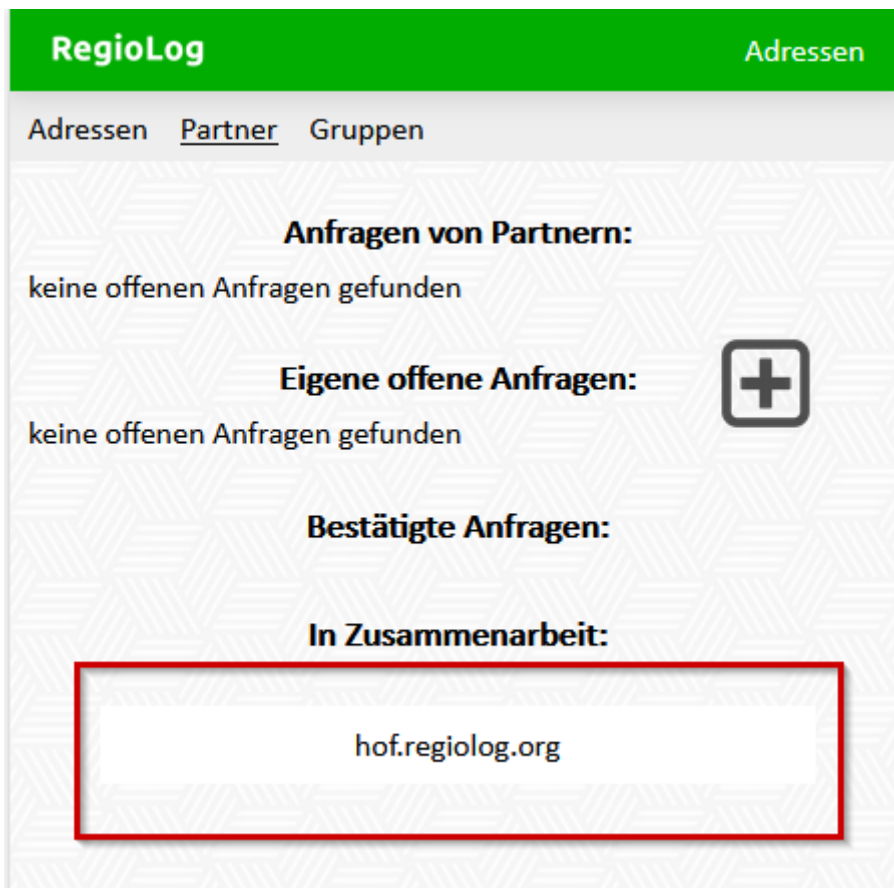 RegioLog
Adressen
Adressen Partner Gruppen
Anfragen von Partnern:
keine offenen Anfragen gefunden
Eigene offene Anfragen:
keine offenen Anfragen gefunden
Bestätigte Anfragen:
In Zusammenarbeit:
hof.regiolog.org